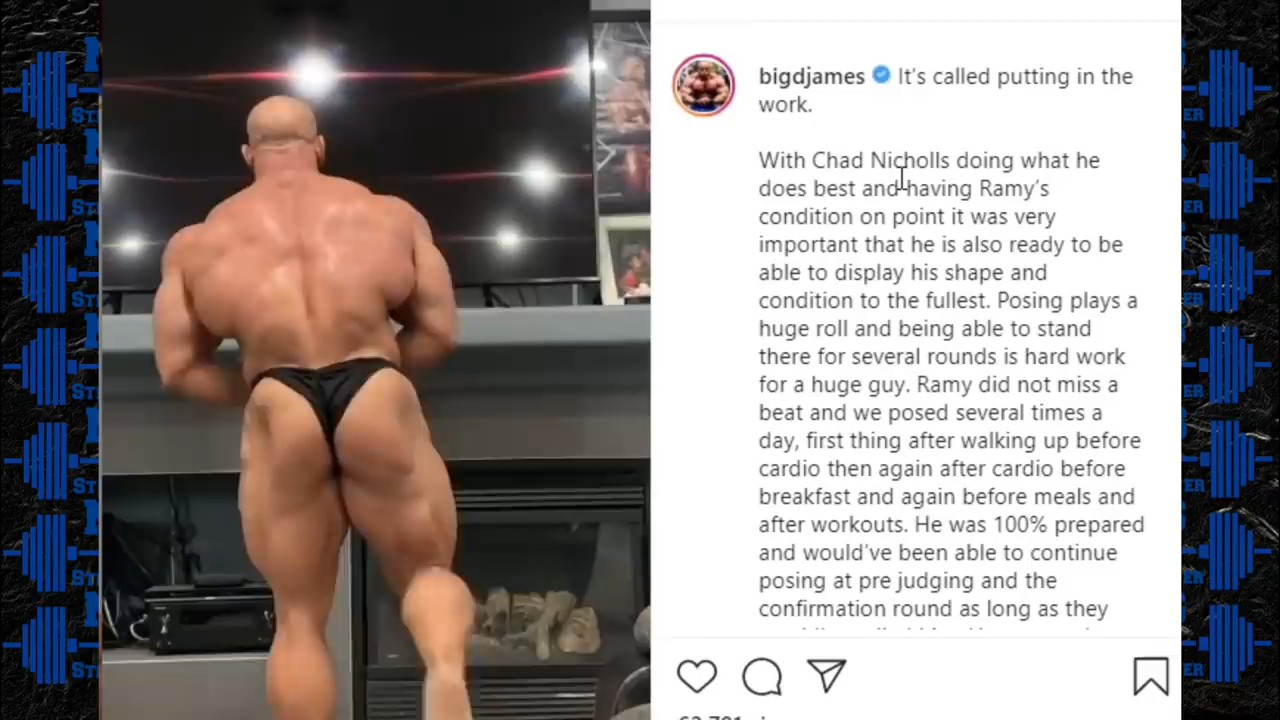 bigdjames It’s called putting in the
work.
With Chad Nicholls doing what he
does best and having Ramy’s
condition on point it was very
important that he is also ready to be
able to display his shape and
condition to the fullest. Posing plays a
huge roll and being able to stand
there for several rounds is hard work
for a huge guy. Ramy did not miss a
beat and we posed several times a
day, first thing after walking up before
cardio then again after cardio before
breakfast and again before meals and
after workouts. He was 100% prepared
and would’ve been able to continue
posing at pre judging and the
confirmation round as long as they